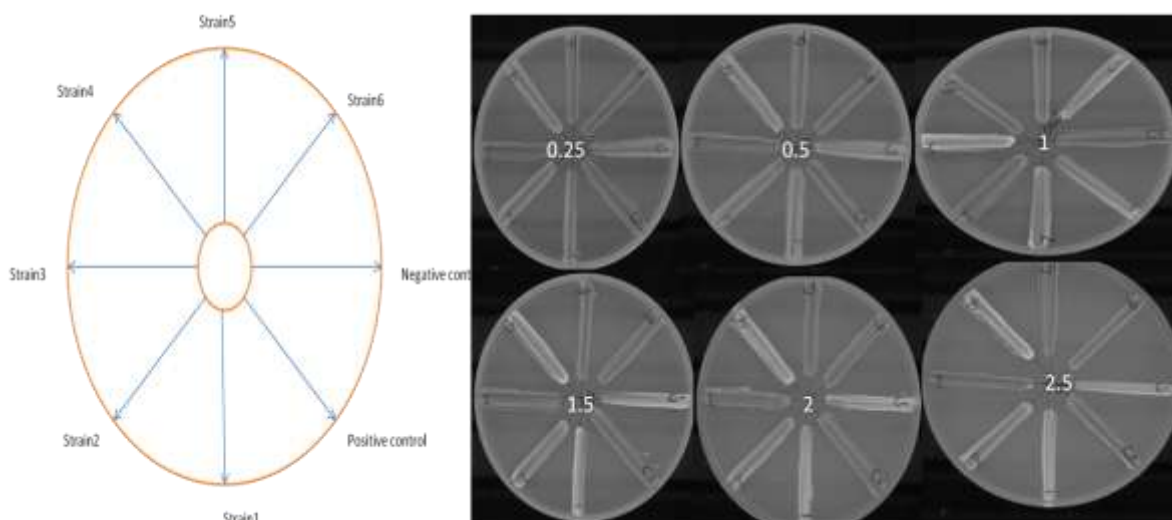 Strain5
Strain4
Strain6
Strain3
Negative cont
Strain2
Positive control
Strain1
0.25
0.5
1
1.5
2
2.5